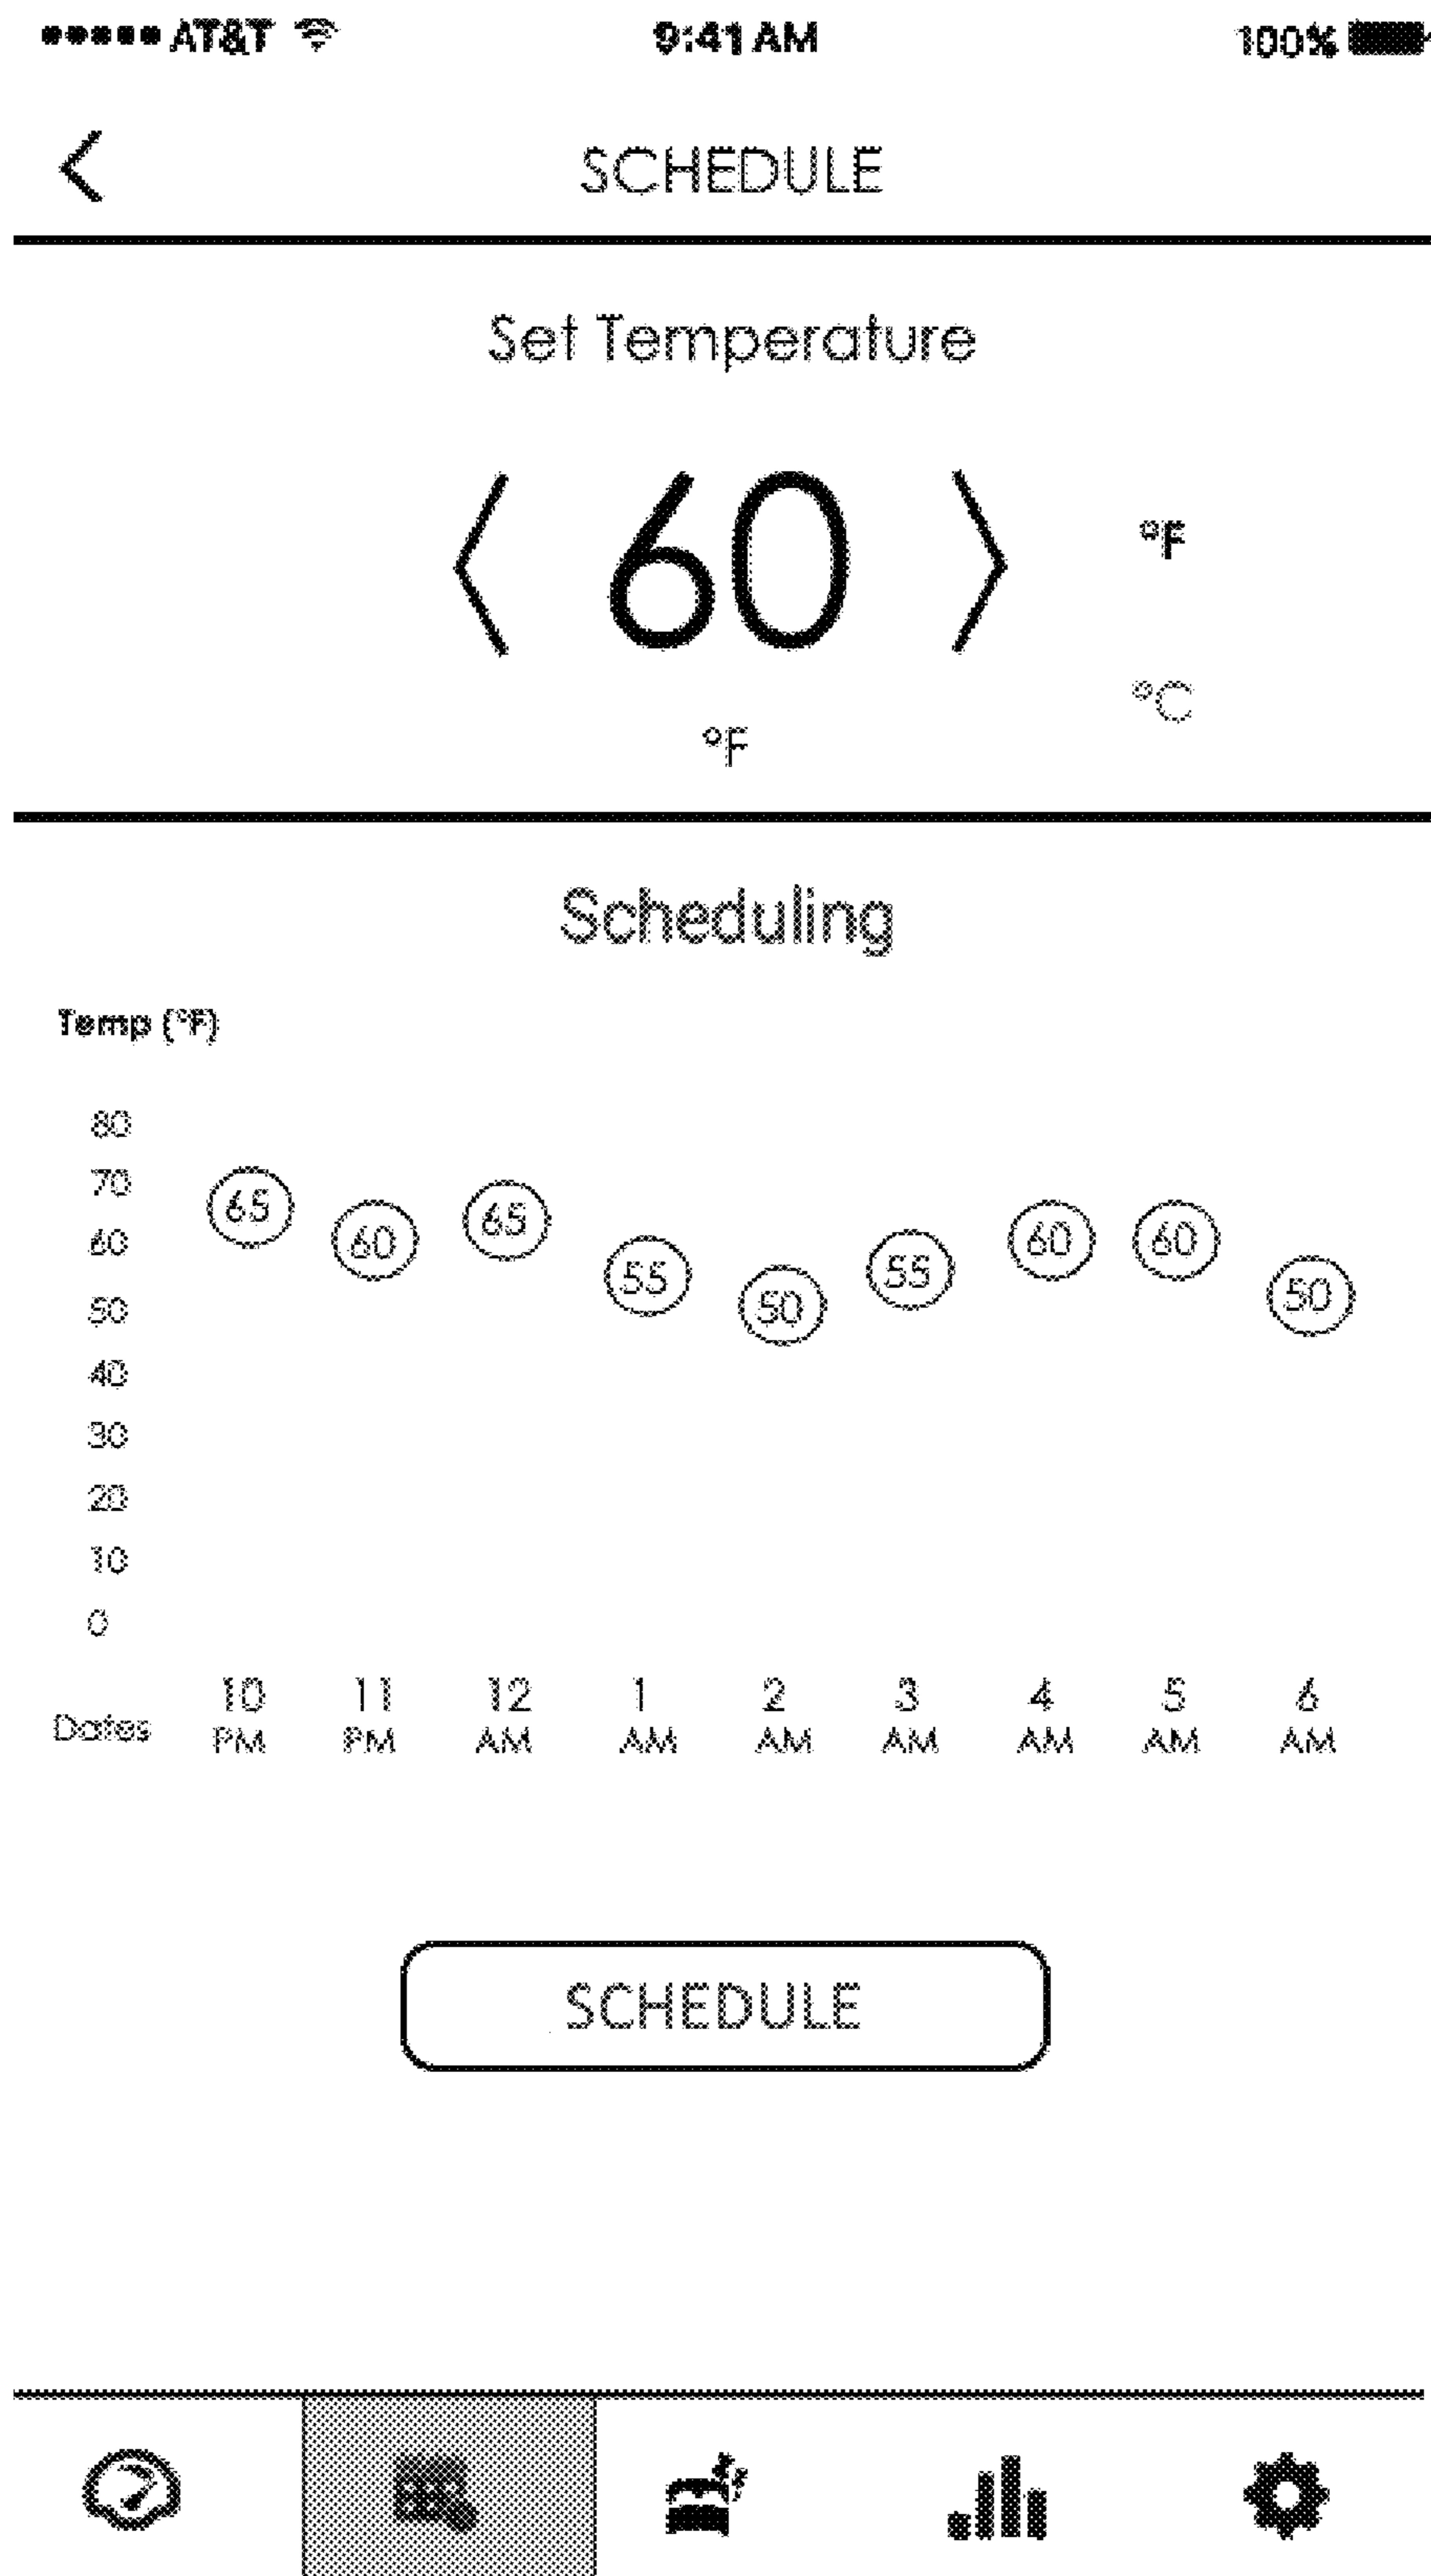 AT&T 9:41 AM 100%
SCHEDULE
Set Temperature
60
°F
°C
°F
Scheduling
Temp (°F)
80
70
60
50
40
30
20
10
0
65 60 65 55 50 55 60 60 50
10 11 12 1 2 3 4 5 6
Dates
PM PM AM AM AM AM AM AM AM
SCHEDULE